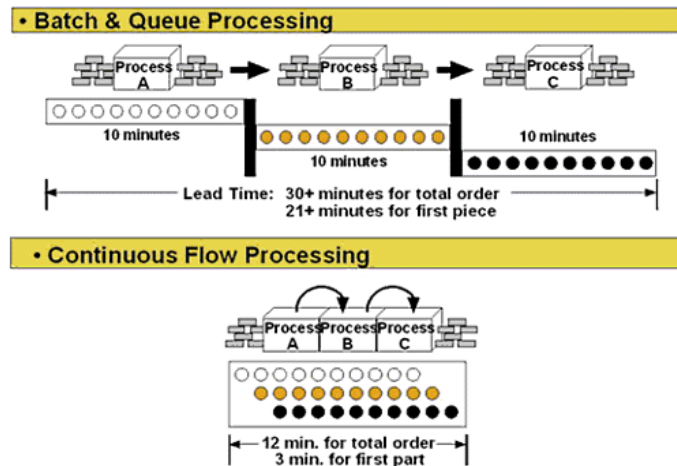 • Batch & Queue Processing
Process
A
Process
B
Process
C
10 minutes
10 minutes
10 minutes
Lead Time: 30+ minutes for total order
21+ minutes for first piece
• Continuous Flow Processing
Process
A
Process
B
Process
C
12 min. for total order
3 min. for first part